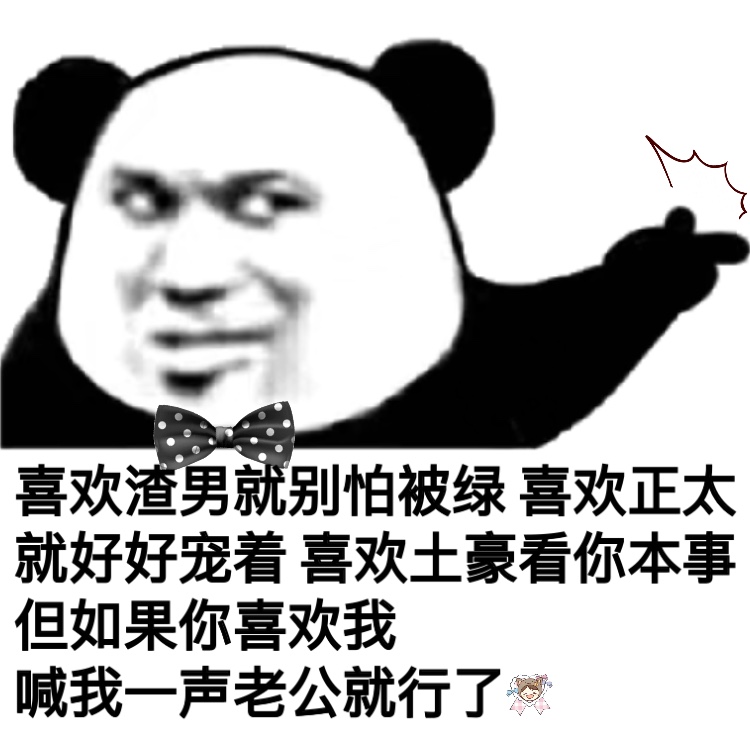 喜欢渣男就别怕被绿 喜欢正太
就好好宠着 喜欢土豪看你本事
但如果你喜欢我
喊我一声老公就行了